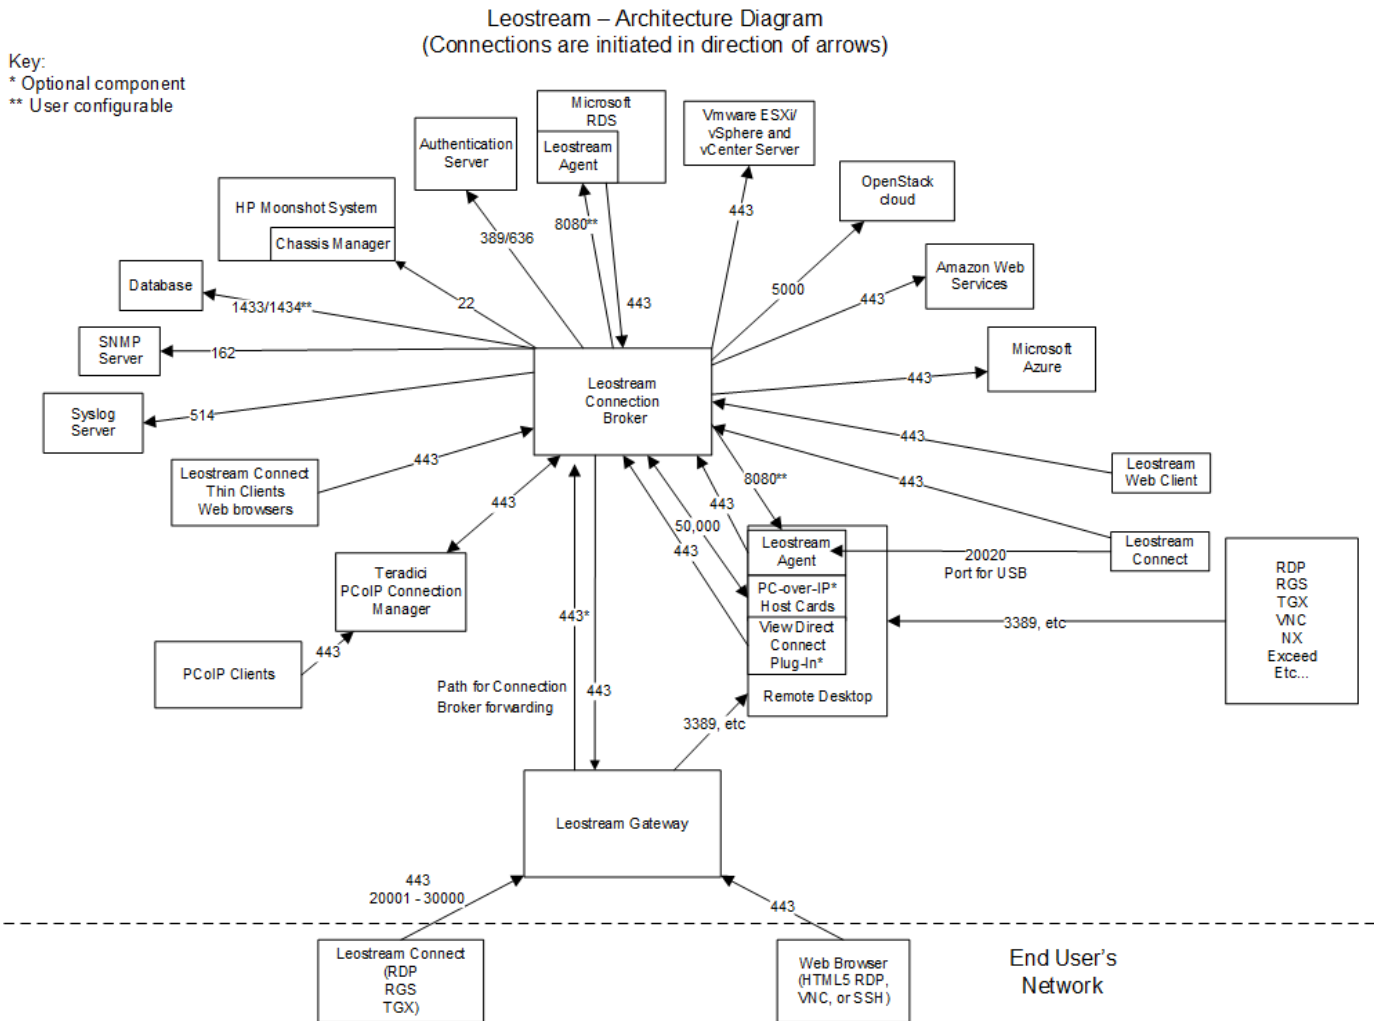 Leostream – Architecture Diagram
(Connections are initiated in direction of arrows)
Key:
* Optional component
** User configurable
Microsoft
RDS
Leostream
Agent
Vmware ESXi/
vSphere and
vCenter Server
Authentication
Server
OpenStack
cloud
HP Moonshot System
Chassis Manager
443
8080**
389/636
Amazon Web
Services
Database
5000
443
1433/1434**
22
443
SNMP
Server
162
Microsoft
Azure
Leostream
Connection
Broker
443
Syslog
Server
514
443
443
Leostream Connect
Thin Clients
Web browsers
Leostream
Web Client
8080**
443
443
443
50,000
443
Leostream
Agent
Leostream
Connect
20020
Port for USB
PC-over-IP*
Host Cards
View Direct
Connect
Plug-In*
Remote Desktop
RDP
RGS
TGX
VNC
NX
Exceed
Etc...
3389, etc
Teradici
PCoIP Connection
Manager
443*
443
PCoIP Clients
Path for Connection
Broker forwarding
443
3389, etc
Leostream Gateway
443
20001 - 30000
443
Leostream Connect
(RDP
RGS
TGX)
Web Browser
(HTML5 RDP,
VNC, or SSH)
End User's
Network